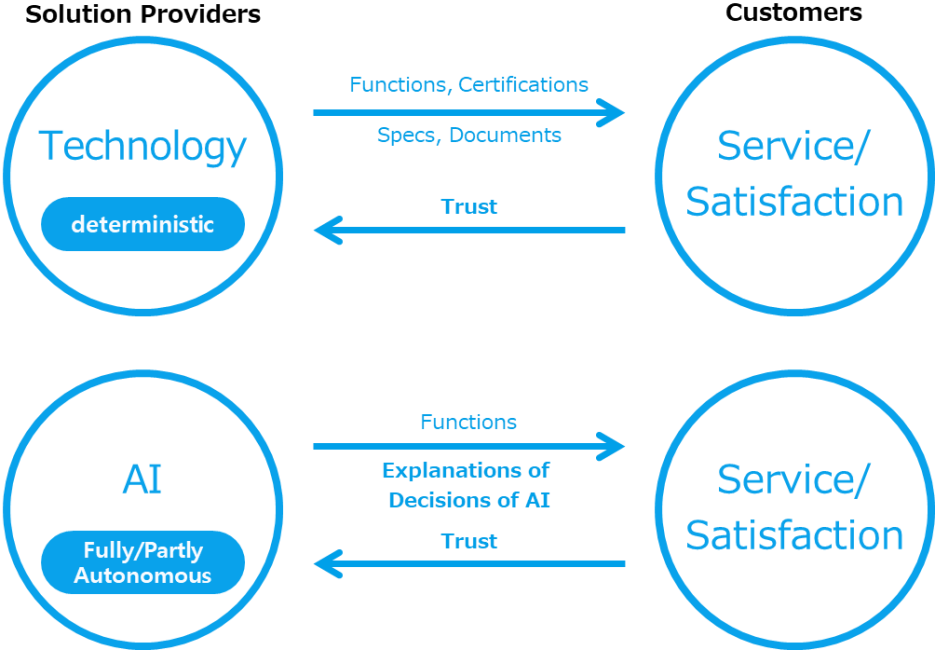 Solution Providers
Customers
Functions, Certifications
Technology
Specs, Documents
Service/
Satisfaction
deterministic
Trust
Functions
AI
Explanations of
Decisions of AI
Service/
Satisfaction
Fully/Partly
Autonomous
Trust